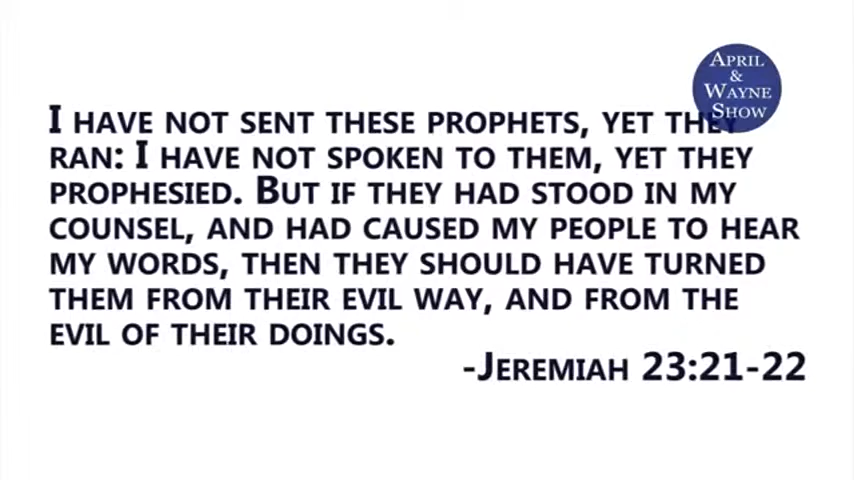 April
&
Wayne
Show
I have not sent these prophets, yet they
ran: I have not spoken to them, yet they
prophesied. But if they had stood in my
counsel, and had caused my people to hear
my words, then they should have turned
them from their evil way, and from the
evil of their doings.
-Jeremiah 23:21-22